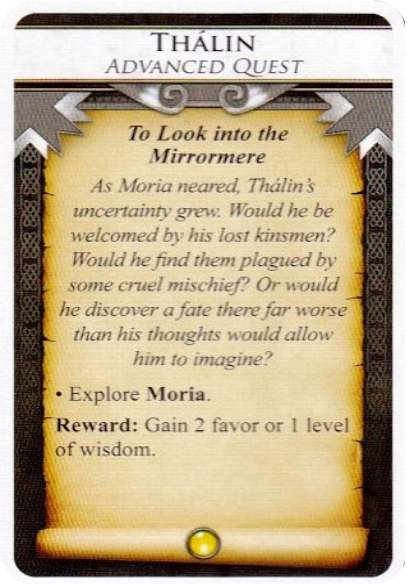 THÁLIN
ADVANCED QUEST
To Look into the
Mirrormere
As Moria neared, Thálin's
uncertainty grew. Would he be
welcomed by his lost kinsmen?
Would he find them plagued by
some cruel mischief? Or would
he discover a fate there far worse
than his thoughts would allow
him to imagine?
• Explore Moria.
Reward: Gain 2 favor or 1 level
of wisdom.